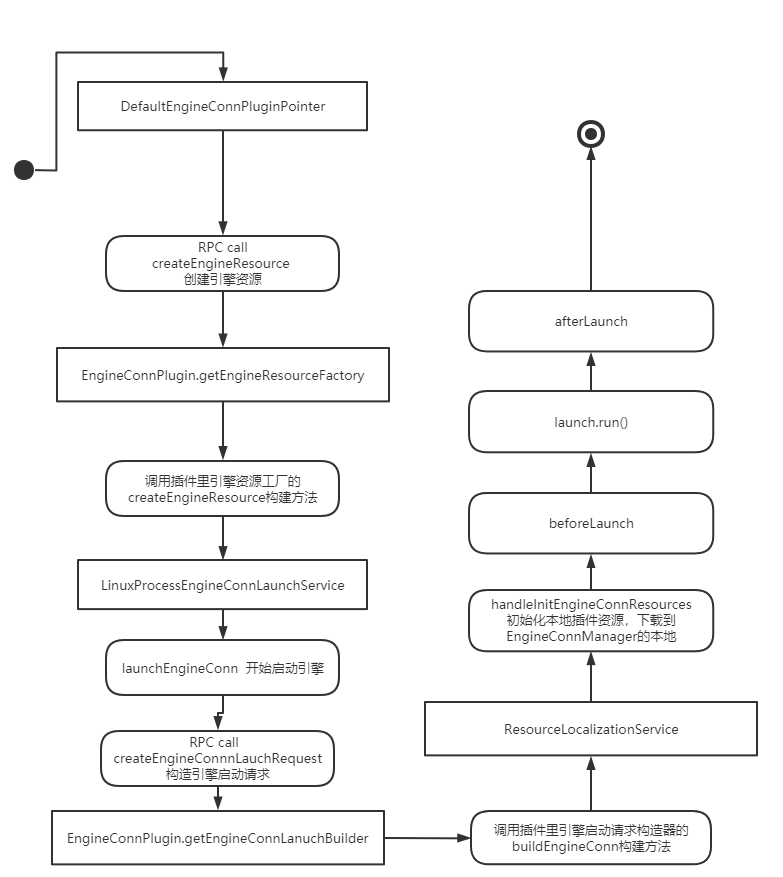 DefaultEngineConnPluginPointer
RPC call
createEngineResource
创建引擎资源
EngineConnPlugin.getEngineResourceFactory
调用插件里引擎资源工厂的
createEngineResource构建方法
LinuxProcessEngineConnLaunchService
launchEngineConn 开始启动引擎
RPC call
createEngineConnnLauchRequest
构造引擎启动请求
EngineConnPlugin.getEngineConnLanuchBuilder
调用插件里引擎启动请求构造器的
buildEngineConn构建方法
ResourceLocalizationService
handleInitEngineConnResources
初始化本地插件资源，下载到
EngineConnManager的本地
beforeLaunch
launch.run()
afterLaunch